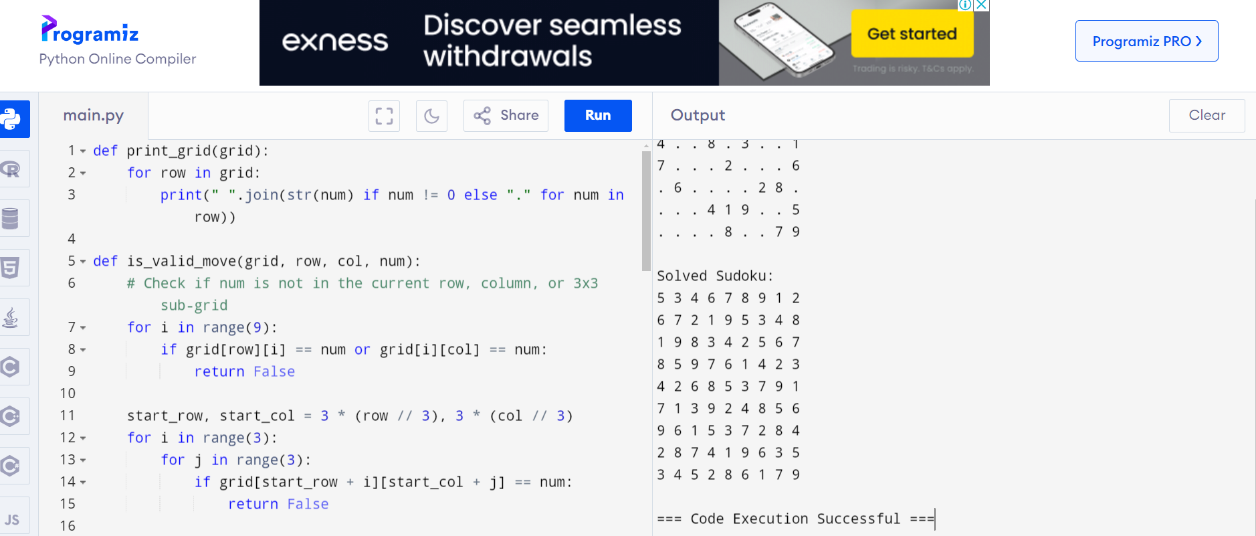 Programiz
Python Online Compiler
exness
Discover seamless
withdrawals
Get started
Trading is risky. T&Cs apply.
Programiz PRO >
main.py
Share
Run
Output
Clear
1 def print_grid(grid):
2 for row in grid:
3 print(" ".join(str(num) if num != 0 else "." for num in
row))
4
5 def is_valid_move(grid, row, col, num):
6 # Check if num is not in the current row, column, or 3x3
sub-grid
7 for i in range(9):
8 if grid[row][i] == num or grid[i][col] == num:
9 return False
10
11 start_row, start_col = 3 * (row // 3), 3 * (col // 3)
12 for i in range(3):
13 for j in range(3):
14 if grid[start_row + i][start_col + j] == num:
15 return False
16
4 . . 8 . 3 . . 1
7 . . . 2 . . . 6
. 6 . . . . 2 8 .
. . . 4 1 9 . . 5
. . . . 8 . . 7 9
Solved Sudoku:
5 3 4 6 7 8 9 1 2
6 7 2 1 9 5 3 4 8
1 9 8 3 4 2 5 6 7
8 5 9 7 6 1 4 2 3
4 2 6 8 5 3 7 9 1
7 1 3 9 2 4 8 5 6
9 6 1 5 3 7 2 8 4
2 8 7 4 1 9 6 3 5
3 4 5 2 8 6 1 7 9
=== Code Execution Successful ===
JS